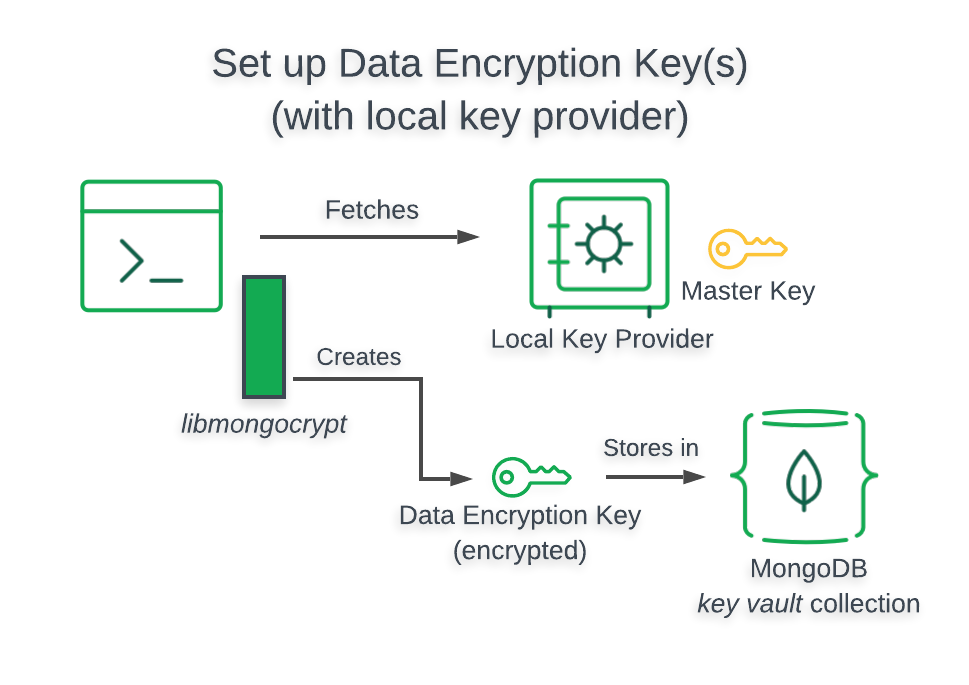 Set up Data Encryption Key(s)
(with local key provider)
Fetches
Master Key
Local Key Provider
Creates
libmongocrypt
Stores in
Data Encryption Key
(encrypted)
MongoDB
key vault collection